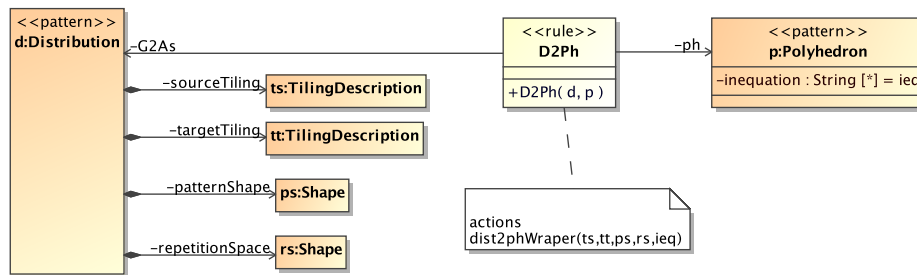 <<pattern>>
d:Distribution
-G2As
-sourceTiling
ts:TilingDescription
-targetTiling
tt:TilingDescription
-patternShape
ps:Shape
-repetitionSpace
rs:Shape
<<rule>>
D2Ph
+D2Ph( d, p )
-ph
<<pattern>>
p:Polyhedron
-inequation : String [*] = ieq
actions
dist2phWraper(ts,tt,ps,rs,ieq)